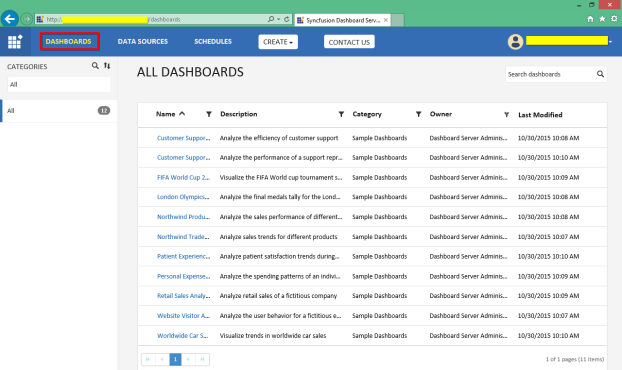 http:// /dashboards
Syncfusion Dashboard Serv...
DASHBOARDS DATA SOURCES SCHEDULES CREATE CONTACT US
CATEGORIES
ALL DASHBOARDS
All
Search dashboards
All 12
Name Description Category Owner Last Modified
Customer Suppor... Analyze the efficiency of customer support Sample Dashboards Dashboard Server Adminis... 10/30/2015 10:08 AM
Customer Suppor... Analyze the performance of a support repr... Sample Dashboards Dashboard Server Adminis... 10/30/2015 10:10 AM
FIFA World Cup 2... Visualize the FIFA World cup tournament s... Sample Dashboards Dashboard Server Adminis... 10/30/2015 10:09 AM
London Olympics... Analyze the final medals tally for the Lond... Sample Dashboards Dashboard Server Adminis... 10/30/2015 10:08 AM
Northwind Produ... Analyze the sales performance of different... Sample Dashboards Dashboard Server Adminis... 10/30/2015 10:08 AM
Northwind Trade... Analyze sales trends for different products Sample Dashboards Dashboard Server Adminis... 10/30/2015 10:07 AM
Patient Experienc... Analyze patient satisfaction trends during... Sample Dashboards Dashboard Server Adminis... 10/30/2015 10:10 AM
Personal Expense... Analyze the spending patterns of an indivi... Sample Dashboards Dashboard Server Adminis... 10/30/2015 10:09 AM
Retail Sales Analy... Analyze retail sales of a fictitious company Sample Dashboards Dashboard Server Adminis... 10/30/2015 10:09 AM
Website Visitor A... Analyze the user behavior for a fictitious e... Sample Dashboards Dashboard Server Adminis... 10/30/2015 10:07 AM
Worldwide Car S... Visualize trends in worldwide car sales Sample Dashboards Dashboard Server Adminis... 10/30/2015 10:10 AM
1
1 of 1 pages (11 items)